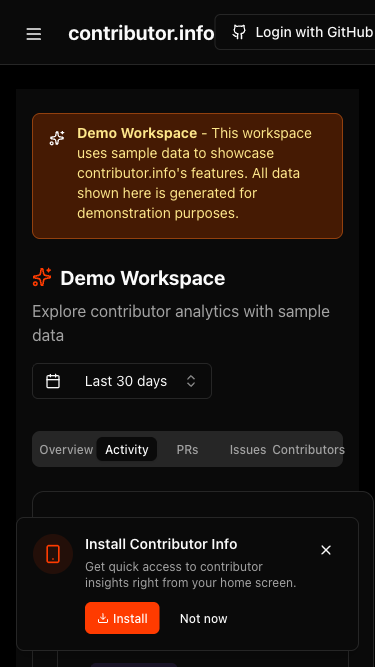 contributor.info
Login with GitHub
Demo Workspace - This workspace
uses sample data to showcase
contributor.info's features. All data
shown here is generated for
demonstration purposes.
Demo Workspace
Explore contributor analytics with sample
data
Last 30 days
Overview Activity PRs Issues Contributors
Install Contributor Info
Get quick access to contributor
insights right from your home screen.
Install Not now